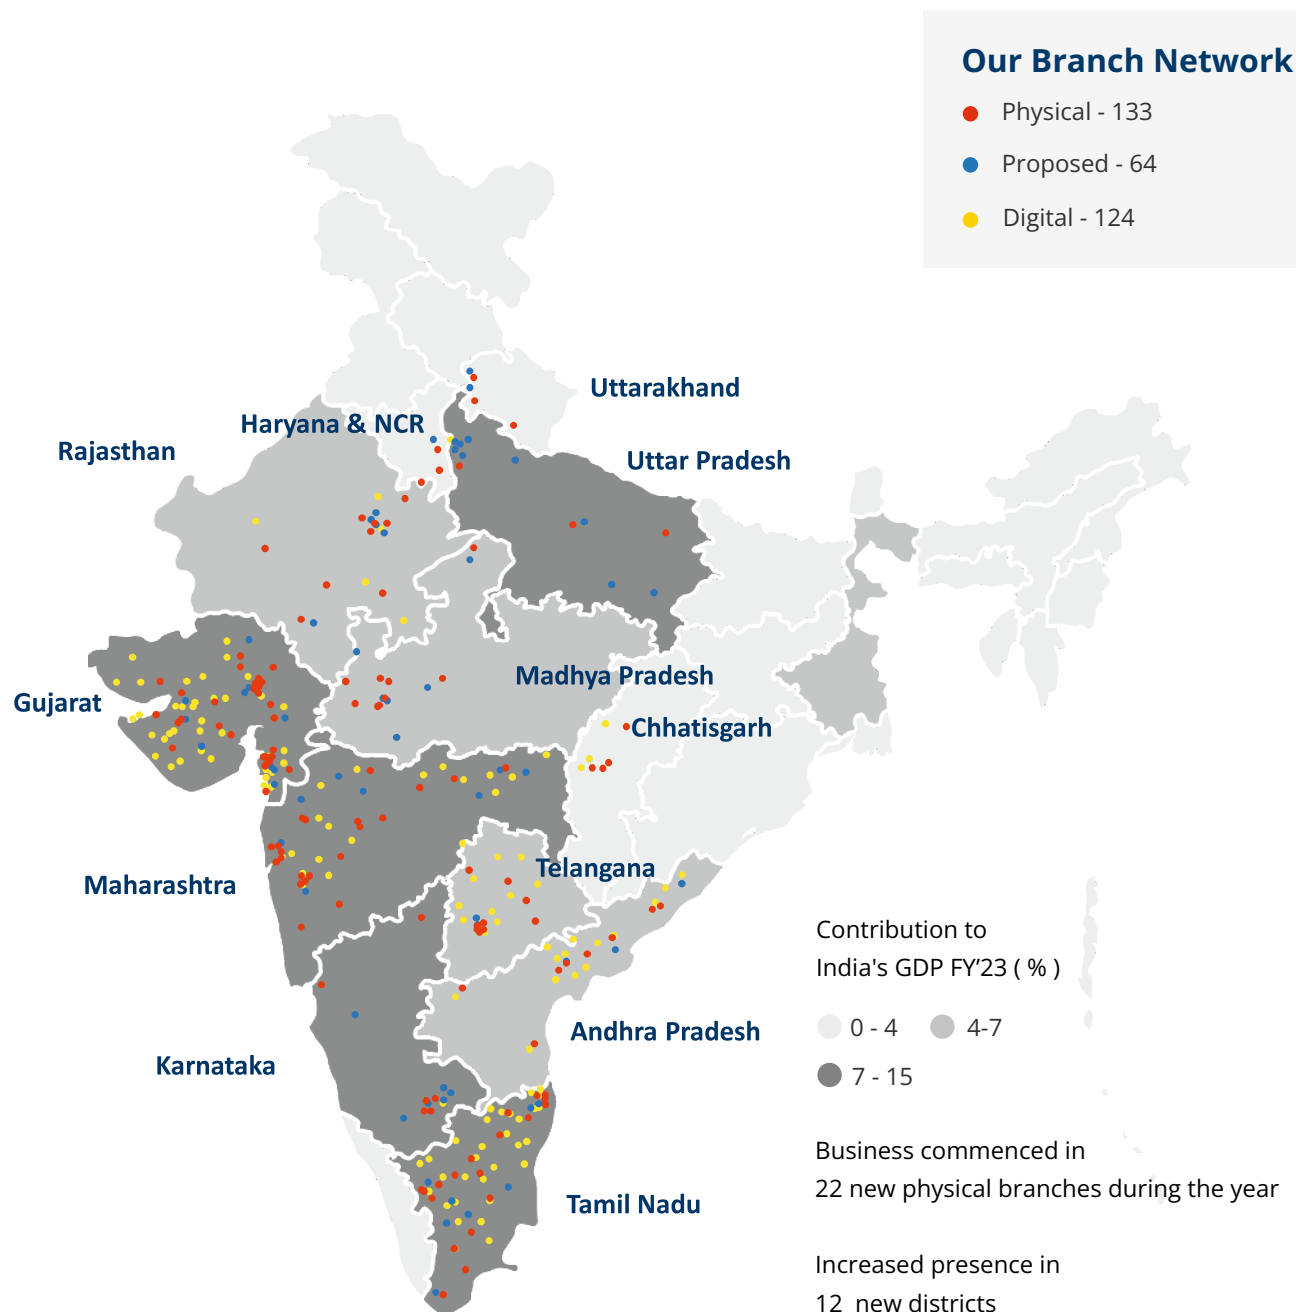 Our Branch Network
Physical - 133
Proposed - 64
Digital - 124
Uttarakhand
Haryana & NCR
Rajasthan
Uttar Pradesh
Madhya Pradesh
Gujarat
Chhatisgarh
Telangana
Maharashtra
Contribution to
India's GDP FY’23 ( % )
0 - 4
4-7
7 - 15
Andhra Pradesh
Karnataka
Business commenced in
22 new physical branches during the year
Tamil Nadu
Increased presence in
12 new districts